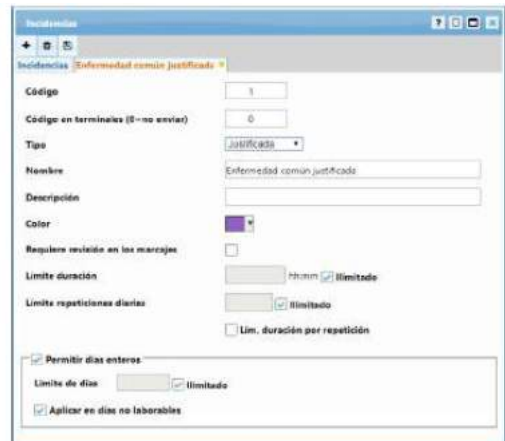 Incidencias
Incidencias Enfermedad común justificada
Código 1
Código en terminales (0=no enviar) 0
Tipo Justificada
Nombre Enfermedad común justificada
Descripción
Color
Requiere revisión en los marcajes
Límite duración hh:mm Ilimitado
Límite repeticiones diarias Ilimitado
Lim. duración por repetición
Permitir días enteros
Límite de días Ilimitado
Aplicar en días no laborables